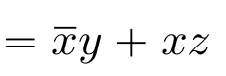 = x̅y + xz